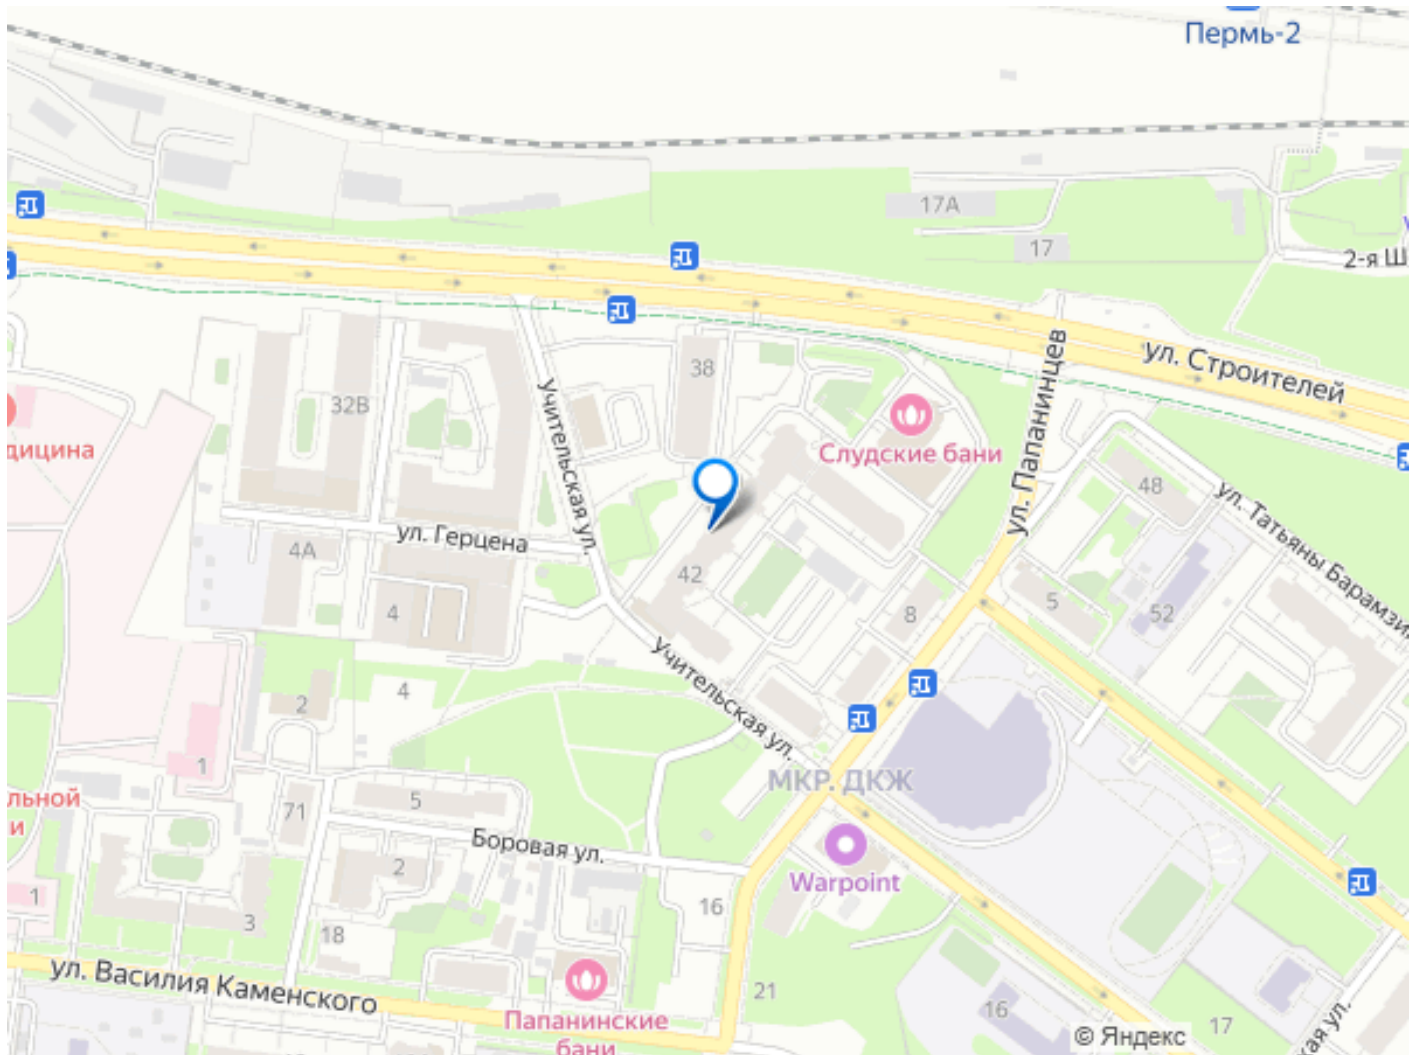 Пермь-2
17А
17
2-я Ш
ул. Строителей
ул. Папанинцев
38
32В
Учительская ул.
Слудские бани
дицина
48
ул. Татьяны Барамзи
ул. Герцена
4А
42
4
8
5
52
Учительская ул.
4
2
1
МКР. ДКЖ
льной
и
71
5
Боровая ул.
2
Warpoint
1
3
16
18
ул. Василия Каменского
21
Папанинские
бани
16
17
кая ул.
© Яндекс